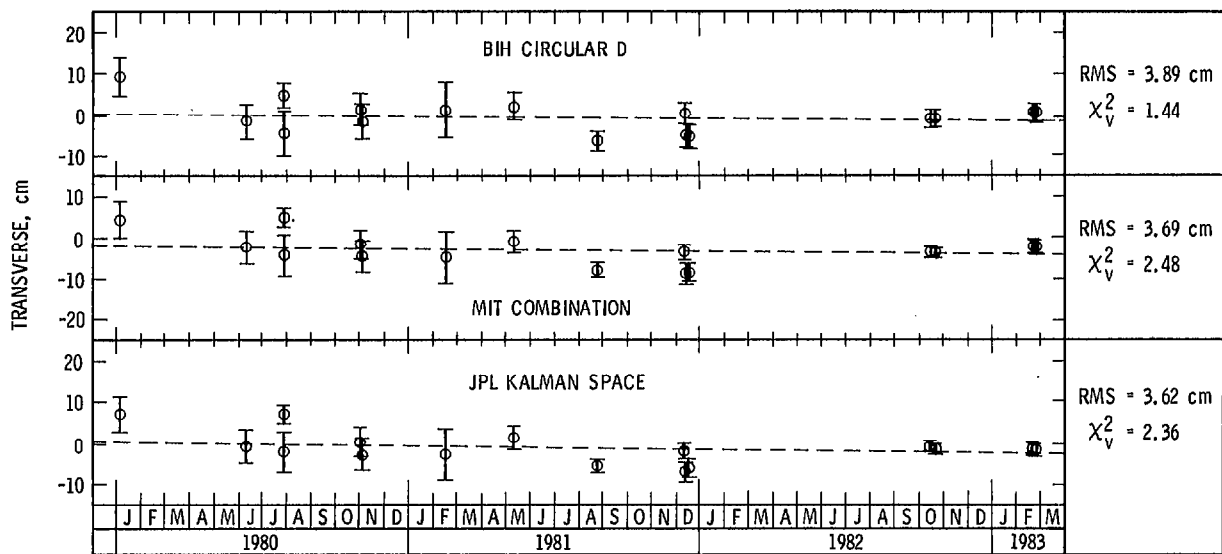 TRANSVERSE, cm
20
10
0
-10
BIH CIRCULAR D
RMS = 3.89 cm
χ²ᵥ = 1.44
10
0
-10
-20
MIT COMBINATION
RMS = 3.69 cm
χ²ᵥ = 2.48
20
10
0
-10
JPL KALMAN SPACE
RMS = 3.62 cm
χ²ᵥ = 2.36
J F M A M J J A S O N D J F M A M J J A S O N D J F M A M J J A S O N D J F M
1980 1981 1982 1983